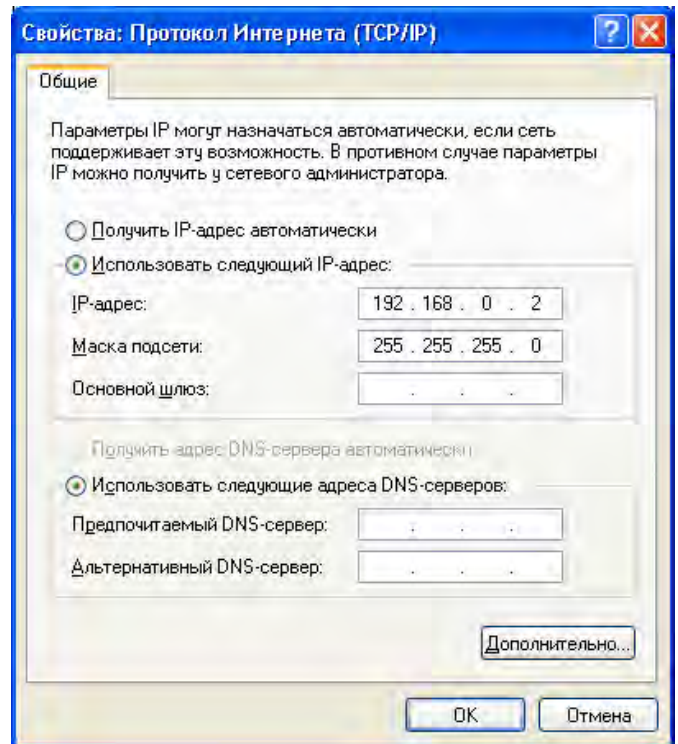 Свойства: Протокол Интернета (TCP/IP)
Общие
Параметры IP могут назначаться автоматически, если сеть
поддерживает эту возможность. В противном случае параметры
IP можно получить у сетевого администратора.
Получить IP-адрес автоматически
Использовать следующий IP-адрес:
IP-адрес: 192 . 168 . 0 . 2
Маска подсети: 255 . 255 . 255 . 0
Основной шлюз: . . .
Получить адрес DNS-сервера автоматически
Использовать следующие адреса DNS-серверов:
Предпочитаемый DNS-сервер: . . .
Альтернативный DNS-сервер: . . .
Дополнительно...
OK Отмена